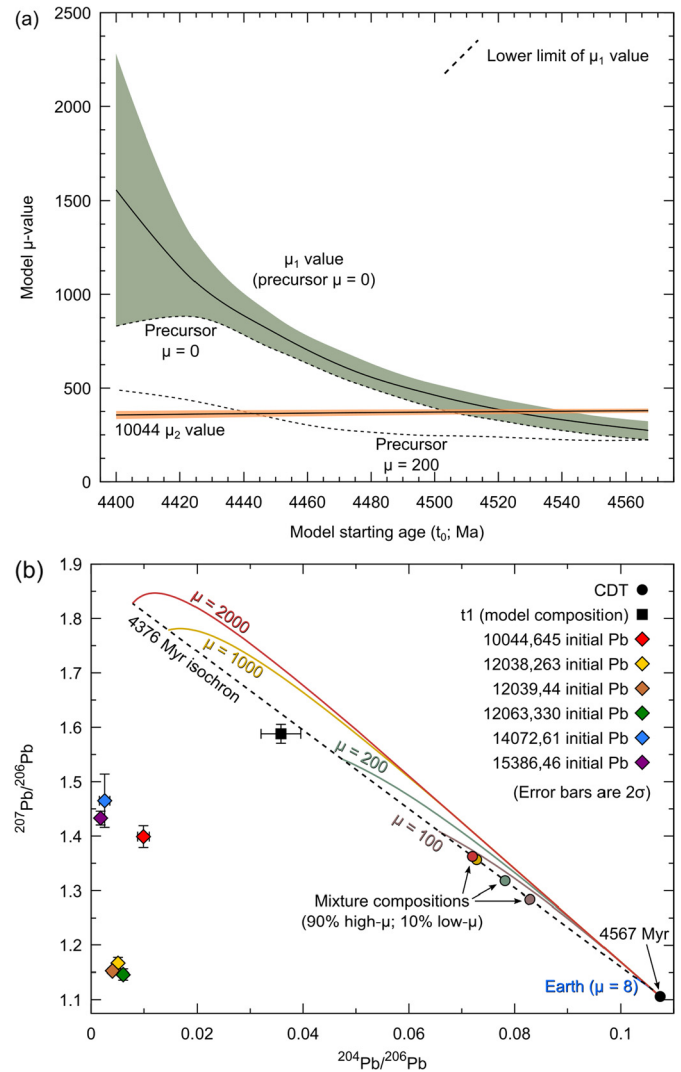 (a)
2500
2000
1500
1000
500
0
Model μ-value
Lower limit of μ₁ value
μ₁ value
(precursor μ = 0)
Precursor
μ = 0
10044 μ₂ value
Precursor
μ = 200
4400 4420 4440 4460 4480 4500 4520 4540 4560
Model starting age (t₀; Ma)
(b)
1.9
1.8
1.7
1.6
1.5
1.4
1.3
1.2
1.1
²⁰⁷Pb/²⁰⁶Pb
CDT
t1 (model composition)
10044,645 initial Pb
12038,263 initial Pb
12039,44 initial Pb
12063,330 initial Pb
14072,61 initial Pb
15386,46 initial Pb
(Error bars are 2σ)
μ = 2000
μ = 1000
4376 Myr isochron
μ = 200
μ = 100
Mixture compositions
(90% high-μ; 10% low-μ)
4567 Myr
Earth (μ = 8)
0 0.02 0.04 0.06 0.08 0.1
²⁰⁴Pb/²⁰⁶Pb